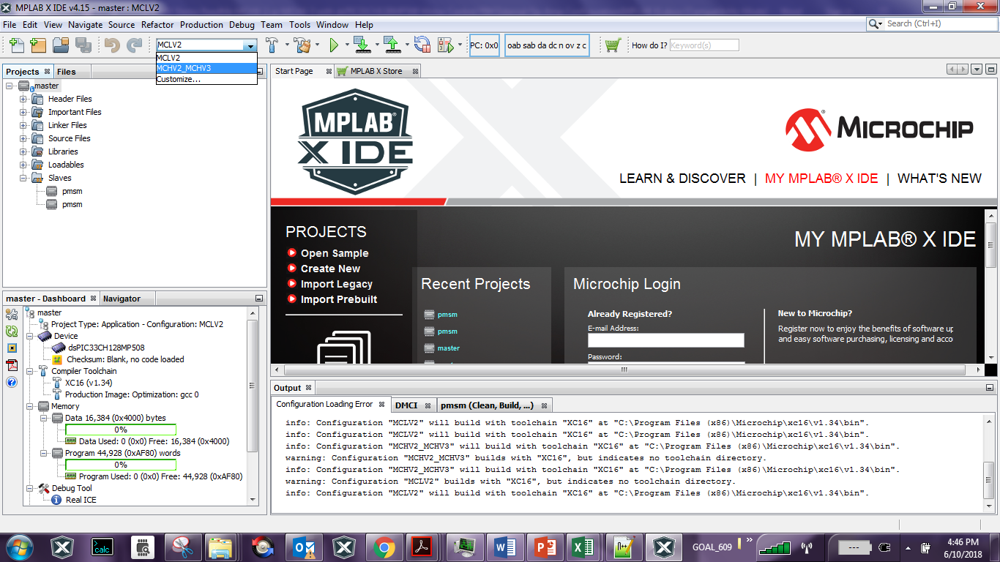 MPLAB X IDE v4.15 - master : MCLV2
File Edit View Navigate Source Refactor Production Debug Team Tools Window Help
Search (Ctrl+I)
MCLV2
PC: 0x0
oab sab da dc n ov z c
How do I?
Keyword(s)
MCLV2
MCHV2_MCHV3
Customize...
Projects
Files
master
Header Files
Important Files
Linker Files
Source Files
Libraries
Loadables
Slaves
pmsm
pmsm
Start Page
MPLAB X Store
MPLAB®
X IDE
MICROCHIP
LEARN & DISCOVER | MY MPLAB® X IDE | WHAT'S NEW
PROJECTS
Open Sample
Create New
Import Legacy
Import Prebuilt
MY MPLAB® X IDE
Recent Projects
pmsm
pmsm
master
Microchip Login
Already Registered?
E-mail Address:
Password:
New to Microchip?
Register now to enjoy the benefits of software up
and easy software purchasing, licensing and acco
master - Dashboard
Navigator
master
Project Type: Application - Configuration: MCLV2
Device
dsPIC33CH128MP508
Checksum: Blank, no code loaded
Compiler Toolchain
XC16 (v1.34)
Production Image: Optimization: gcc 0
Memory
Data 16,384 (0x4000) bytes
0%
Data Used: 0 (0x0) Free: 16,384 (0x4000)
Program 44,928 (0xAF80) words
0%
Program Used: 0 (0x0) Free: 44,928 (0xAF80)
Debug Tool
Real ICE
Output
Configuration Loading Error
DMCI
pmsm (Clean, Build, ...)
info: Configuration "MCLV2" will build with toolchain "XC16" at "C:\Program Files (x86)\Microchip\xc16\v1.34\bin".
info: Configuration "MCLV2" will build with toolchain "XC16" at "C:\Program Files (x86)\Microchip\xc16\v1.34\bin".
info: Configuration "MCHV2_MCHV3" will build with toolchain "XC16" at "C:\Program Files (x86)\Microchip\xc16\v1.34\bin".
warning: Configuration "MCHV2_MCHV3" builds with "XC16", but indicates no toolchain directory.
info: Configuration "MCHV2_MCHV3" will build with toolchain "XC16" at "C:\Program Files (x86)\Microchip\xc16\v1.34\bin".
warning: Configuration "MCLV2" builds with "XC16", but indicates no toolchain directory.
info: Configuration "MCLV2" will build with toolchain "XC16" at "C:\Program Files (x86)\Microchip\xc16\v1.34\bin".
calc
GOAL_609
4:46 PM
6/10/2018